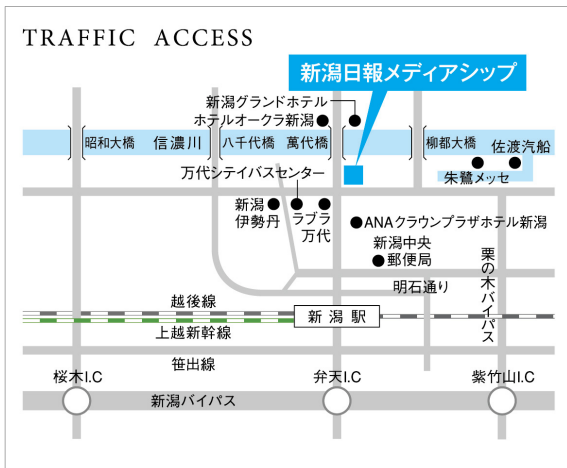 TRAFFIC ACCESS
新潟日報メディアシップ
新潟グランドホテル
ホテルオークラ新潟
昭和大橋
信濃川
八千代橋
萬代橋
柳都大橋
佐渡汽船
朱鷺メッセ
万代シテイバスセンター
新潟
伊勢丹
ラブラ
万代
ANAクラウンプラザホテル新潟
新潟中央
郵便局
明石通り
栗の木バイパス
越後線
新潟駅
上越新幹線
笹出線
桜木I.C
弁天I.C
紫竹山I.C
新潟バイパス